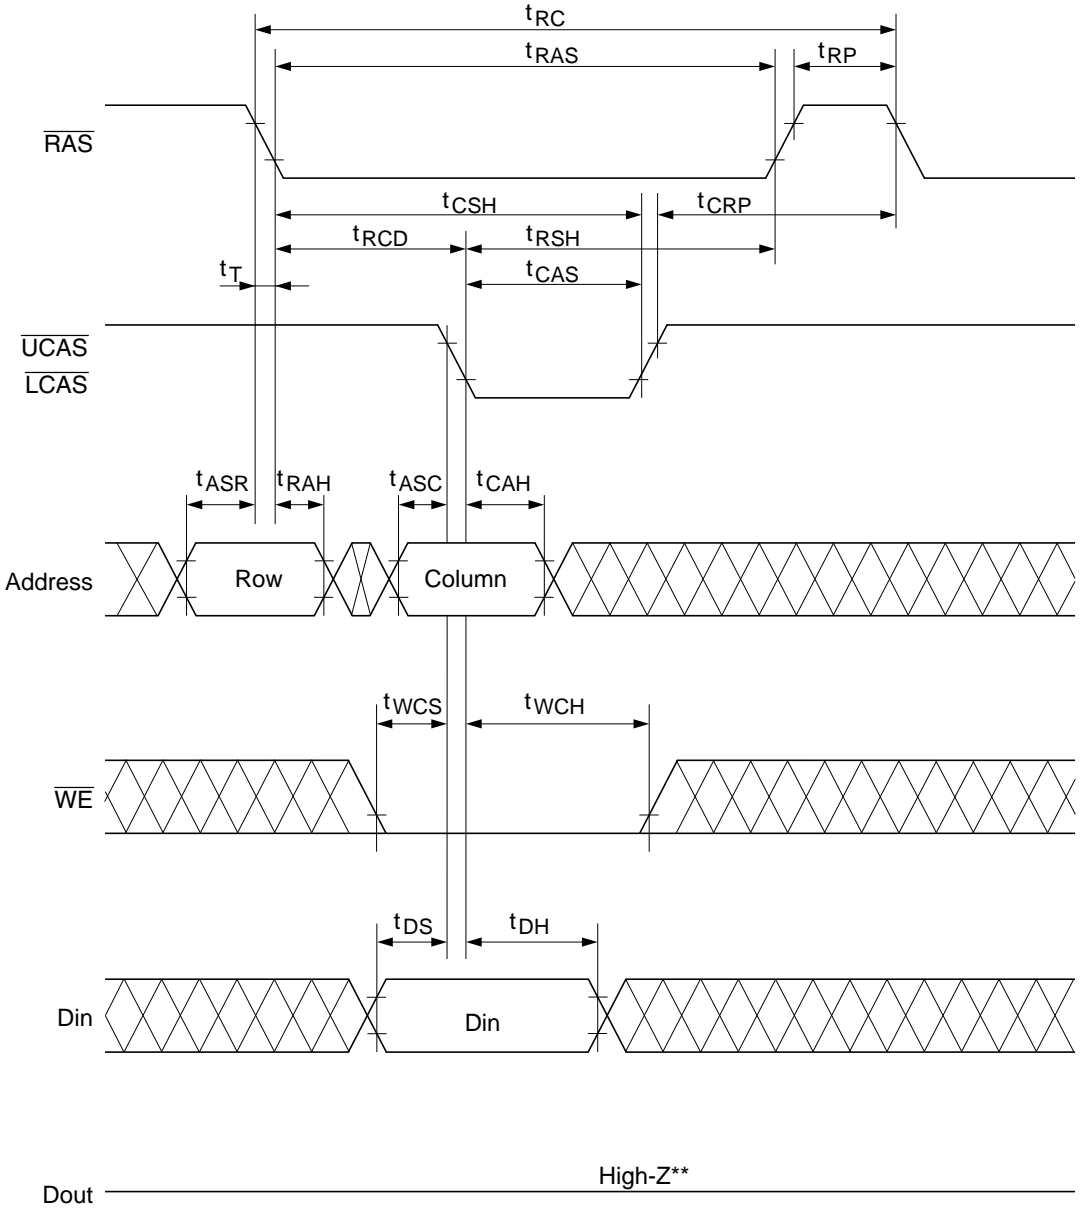 tRC
tRAS
tRP
RAS
tCSH
tCRP
tRCD
tRSH
tT
tCAS
UCAS
LCAS
tASR
tRAH
tASC
tCAH
Address
Row
Column
tWCS
tWCH
WE
tDS
tDH
Din
Din
High-Z**
Dout